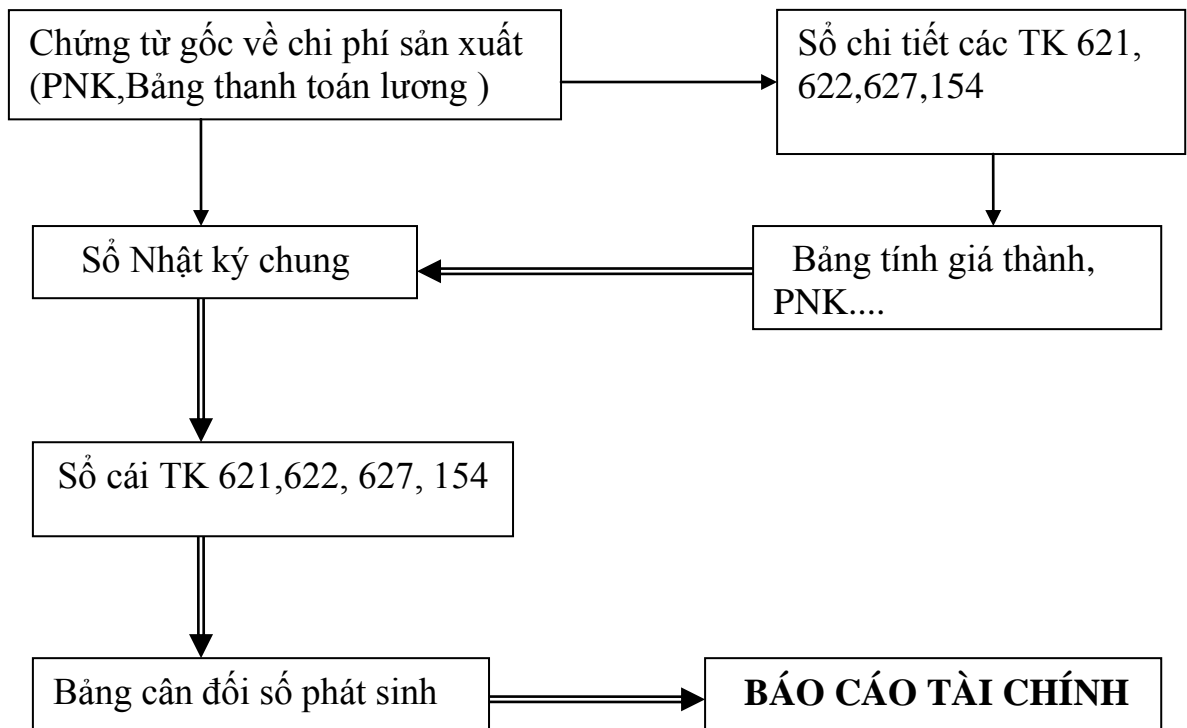 Chứng từ gốc về chi phí sản xuất
(PNK,Bảng thanh toán lương )
Sổ chi tiết các TK 621,
622,627,154
Sổ Nhật ký chung
Bảng tính giá thành,
PNK....
Sổ cái TK 621,622, 627, 154
Bảng cân đối số phát sinh
BÁO CÁO TÀI CHÍNH